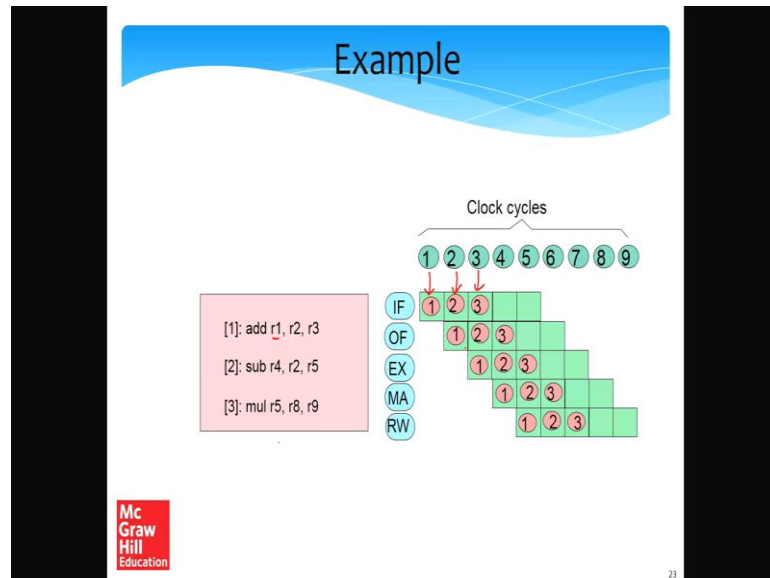 Example
Clock cycles
1 2 3 4 5 6 7 8 9
IF 1 2 3
[1]: add r1, r2, r3
OF 1 2 3
[2]: sub r4, r2, r5
EX 1 2 3
[3]: mul r5, r8, r9
MA 1 2 3
RW 1 2 3
Mc
Graw
Hill
Education
23